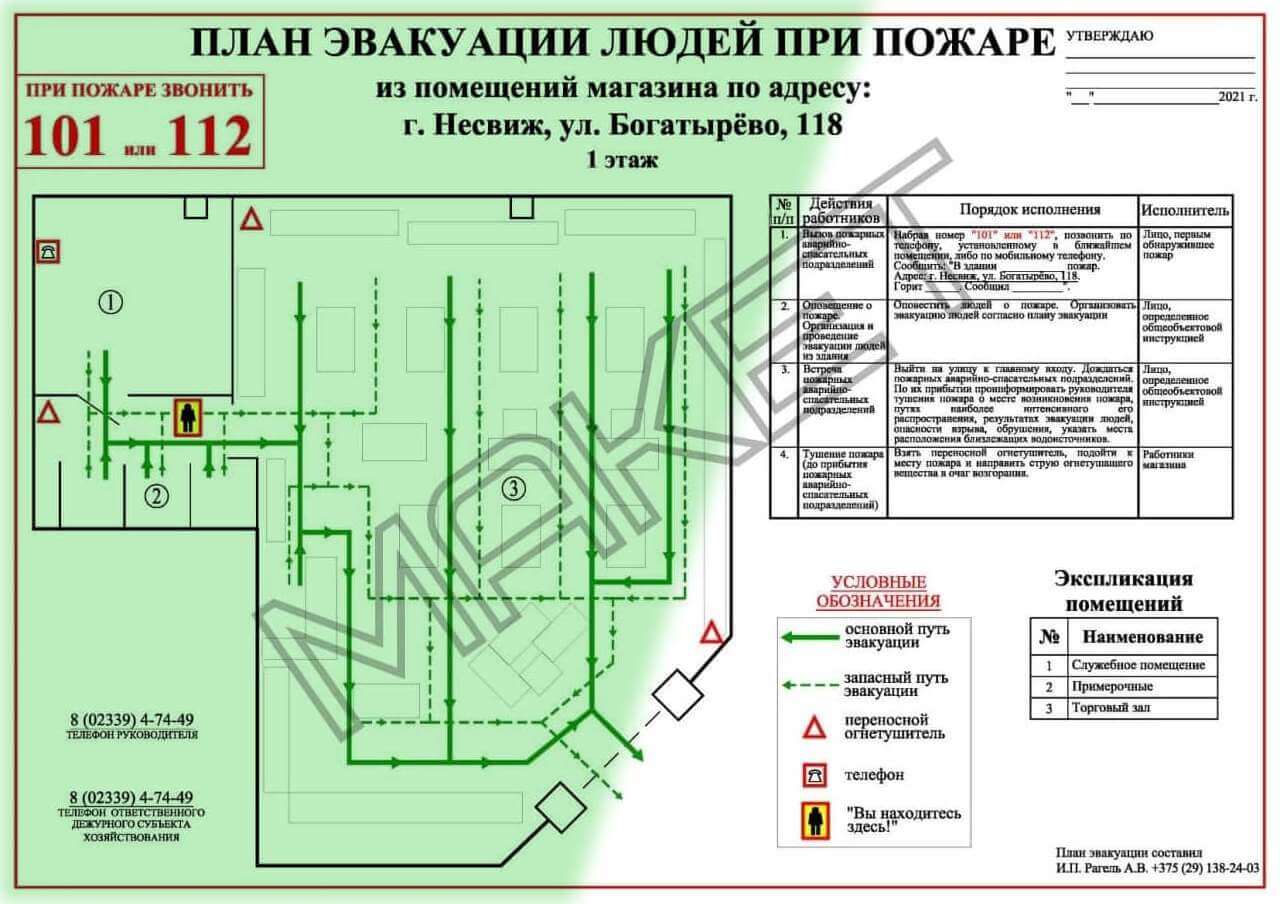 ПЛАН ЭВАКУАЦИИ ЛЮДЕЙ ПРИ ПОЖАРЕ
из помещений магазина по адресу:
г. Несвиж, ул. Богатырёво, 118
1 этаж
УТВЕРЖДАЮ
"__"__________________2021 г.
ПРИ ПОЖАРЕ ЗВОНИТЬ
101 или 112
1
2
3
МАКЕТ
8 (02339) 4-74-49
ТЕЛЕФОН РУКОВОДИТЕЛЯ
8 (02339) 4-74-49
ТЕЛЕФОН ОТВЕТСТВЕННОГО
ДЕЖУРНОГО СУБЪЕКТА
ХОЗЯЙСТВОВАНИЯ
№
п/п
Действия
работников
Порядок исполнения
Исполнитель
1.
Вызов пожарных
аварийно-
спасательных
подразделений
Набрав номер "101" или "112", позвонить по
телефону, установленному в ближайшем
помещении, либо по мобильному телефону.
Сообщить: "В здании ___________ пожар.
Адрес: г. Несвиж, ул. Богатырёво, 118.
Горит ______. Сообщил _________".
Лицо, первым
обнаружившее
пожар
2.
Оповещение о
пожаре.
Организация и
проведение
эвакуации людей
из здания
Оповестить людей о пожаре. Организовать
эвакуацию людей согласно плану эвакуации
Лицо,
определенное
общеобъектовой
инструкцией
3.
Встреча
пожарных
аварийно-
спасательных
подразделений
Выйти на улицу к главному входу. Дождаться
пожарных аварийно-спасательных подразделений.
По их прибытии проинформировать руководителя
тушения пожара о месте возникновения пожара,
путях наиболее интенсивного его
распространения, результатах эвакуации людей,
опасности взрыва, обрушения, указать места
расположения близлежащих водоисточников.
Лицо,
определенное
общеобъектовой
инструкцией
4.
Тушение пожара
(до прибытия
пожарных
аварийно-
спасательных
подразделений)
Взять переносной огнетушитель, подойти к
месту пожара и направить струю огнетушащего
вещества в очаг возгорания.
Работники
магазина
УСЛОВНЫЕ
ОБОЗНАЧЕНИЯ
основной путь
эвакуации
запасный путь
эвакуации
переносной
огнетушитель
телефон
"Вы находитесь
здесь!"
Экспликация
помещений
№ Наименование
1 Служебное помещение
2 Примерочные
3 Торговый зал
План эвакуации составил
И.П. Рагель А.В. +375 (29) 138-24-03